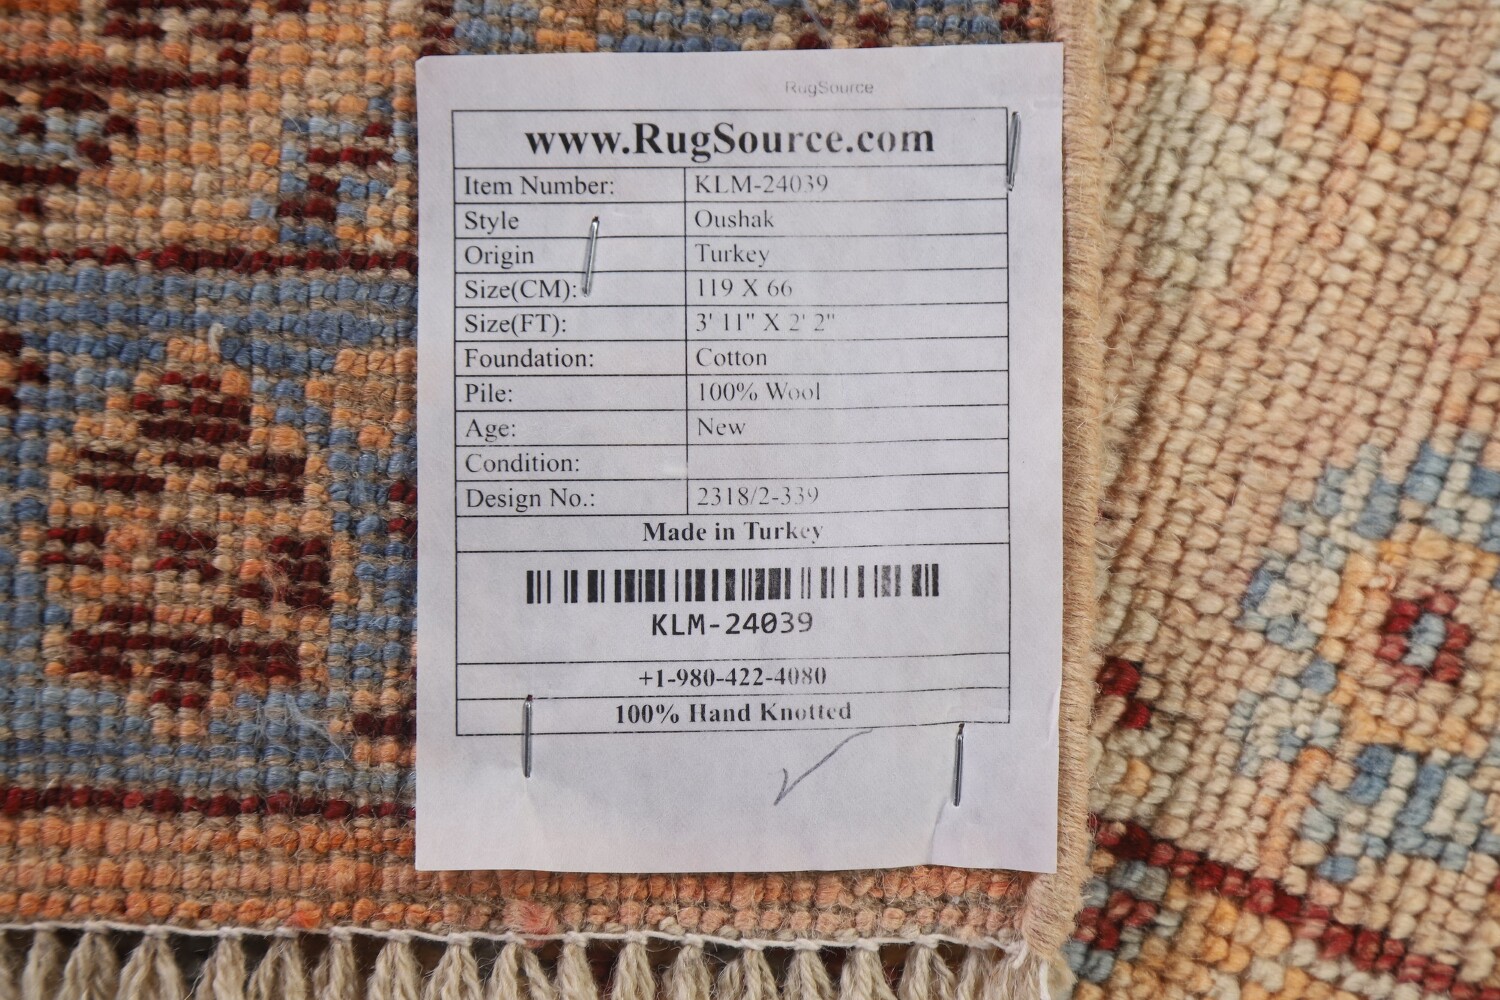 RugSource
www.RugSource.com
Item Number: KLM-24039
Style Oushak
Origin Turkey
Size(CM): 119 X 66
Size(FT): 3' 11" X 2' 2"
Foundation: Cotton
Pile: 100% Wool
Age: New
Condition:
Design No.: 2318/2-339
Made in Turkey
KLM-24039
+1-980-422-4080
100% Hand Knotted